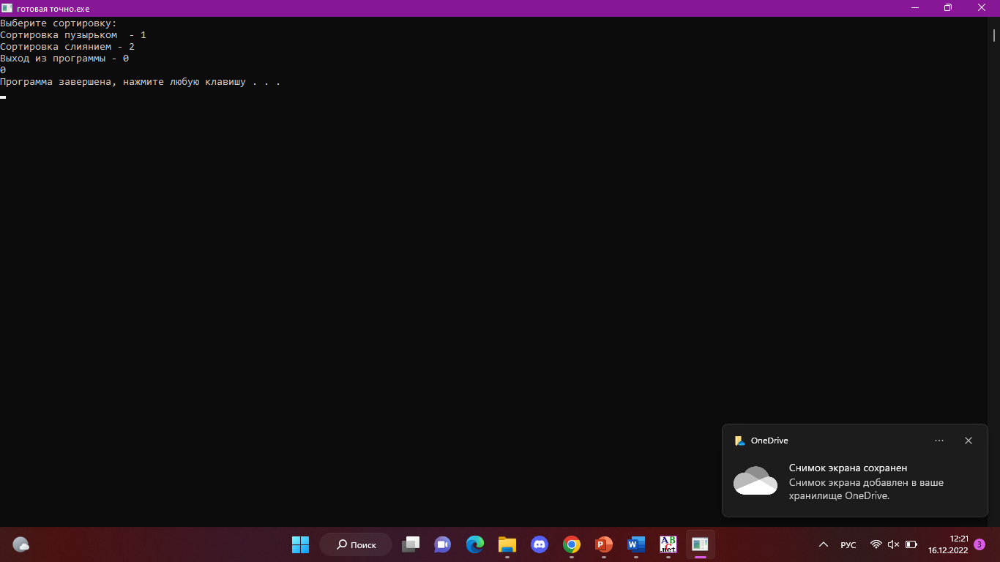 готовая точно.exe
Выберите сортировку:
Сортировка пузырьком  - 1
Сортировка слиянием - 2
Выход из программы - 0
0
Программа завершена, нажмите любую клавишу . . .
OneDrive
Снимок экрана сохранен
Снимок экрана добавлен в ваше
хранилище OneDrive.
Поиск
P
W
ABC
.net
РУС
12:21
16.12.2022
3